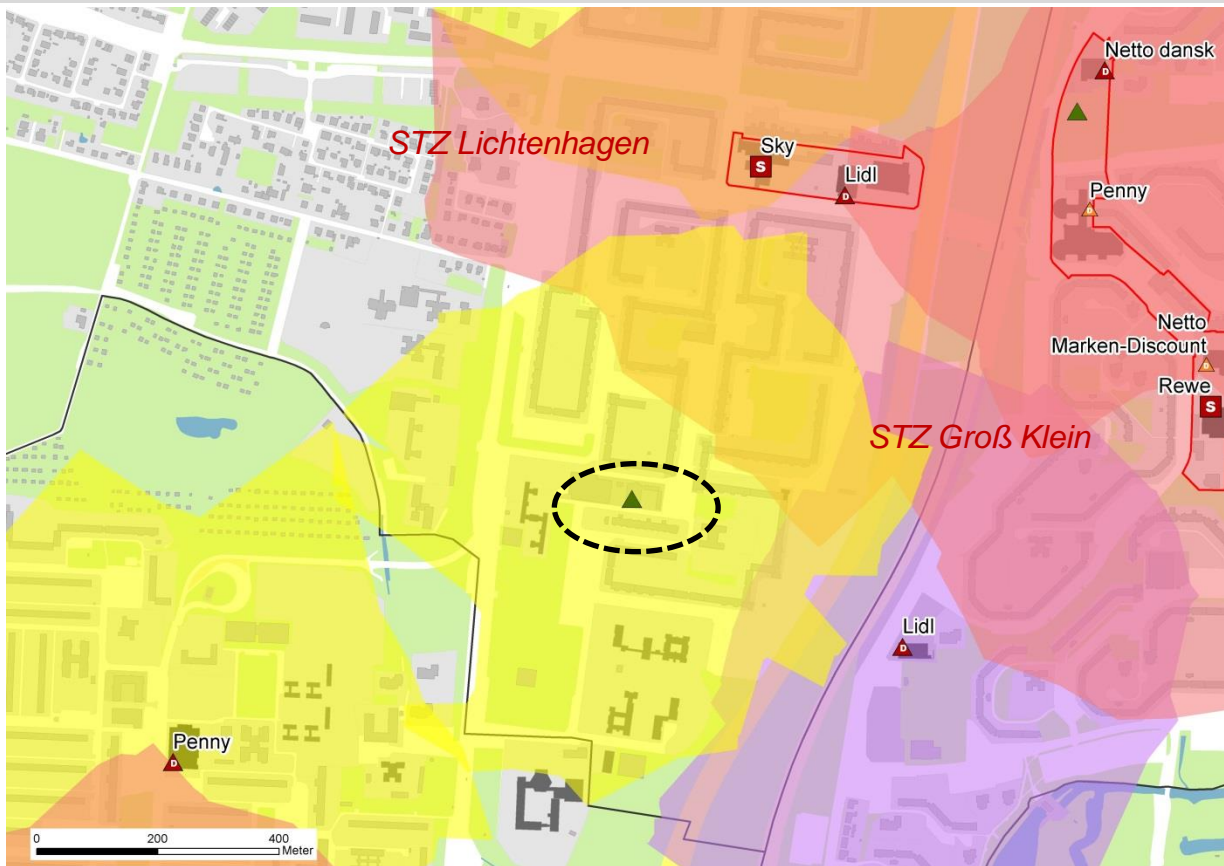 Netto dansk
D
STZ Lichtenhagen
Sky
S
Lidl
D
Penny
D
Netto
Marken-Discount
D
Rewe
S
STZ Groß Klein
Lidl
D
Penny
D
0
200
400
Meter